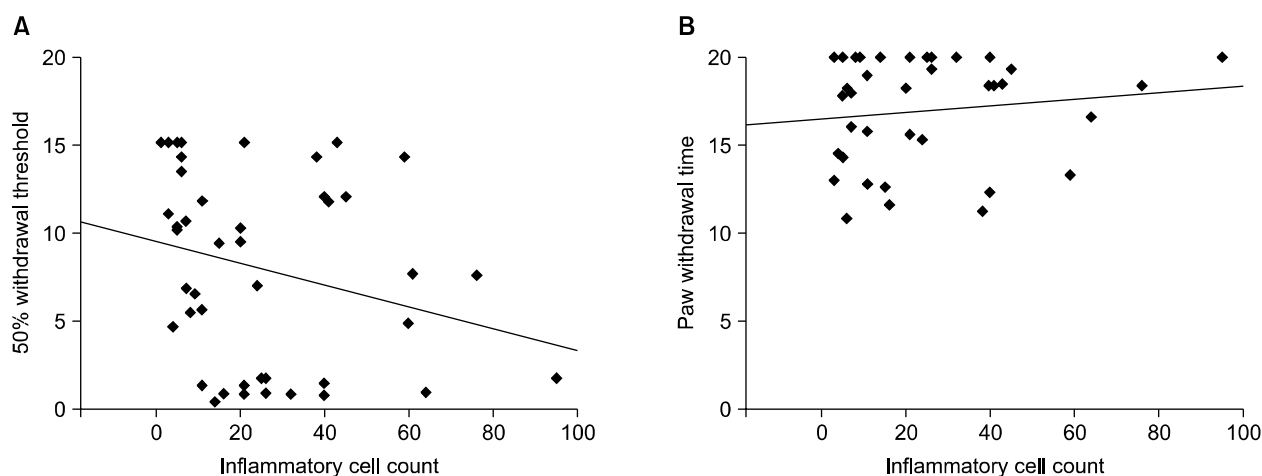 A
20
15
10
5
0
50% withdrawal threshold
0 20 40 60 80 100
Inflammatory cell count
B
20
15
10
5
0
Paw withdrawal time
0 20 40 60 80 100
Inflammatory cell count